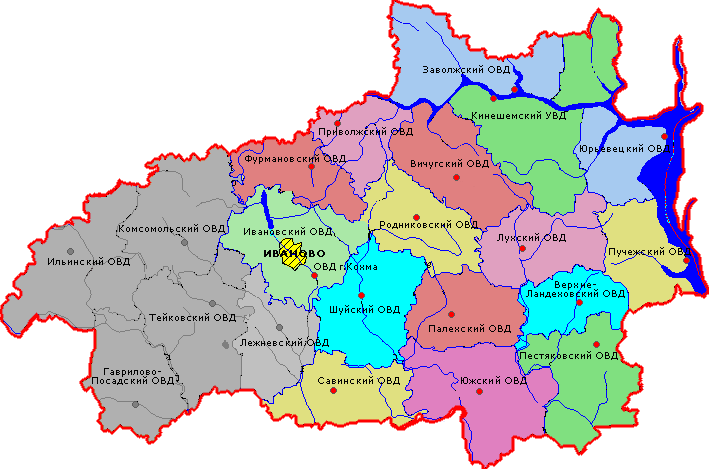 Заволжский ОВД
Кинешемский УВД
Приволжский ОВД
Юрьевецкий ОВД
Фурмановский ОВД
Вичугский ОВД
Комсомольский ОВД
Ивановский ОВД
Родниковский ОВД
Лухский ОВД
Пучежский ОВД
ИВАНОВО
Ильинский ОВД
ОВД г.Кохма
Верхне-
Ландеховский ОВД
Тейковский ОВД
Шуйский ОВД
Палехский ОВД
Лежневский ОВД
Пестяковский ОВД
Гаврилово-
Посадский ОВД
Савинский ОВД
Южский ОВД